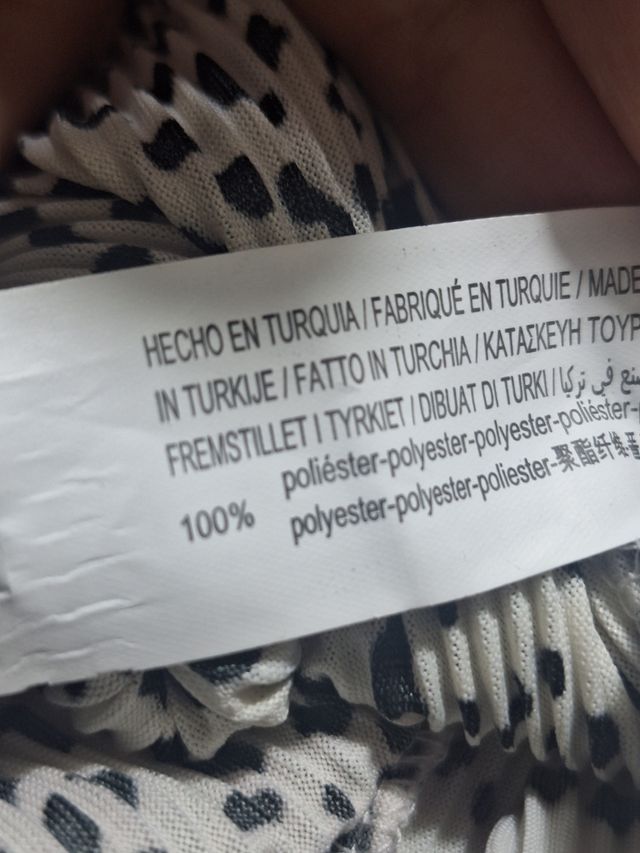 HECHO EN TURQUIA / FABRIQUÉ EN TURQUIE / MADE
IN TURKIJE / FATTO IN TURCHIA / ΚΑΤΑΣΚΕΥΗ ΤΟΥΡ
FREMSTILLET I TYRKIET / DIBUAT DI TURKI / صنع في تركيا
poliéster-polyester-polyester-poliéster-
100% polyester-polyester-poliester-聚酯纤维